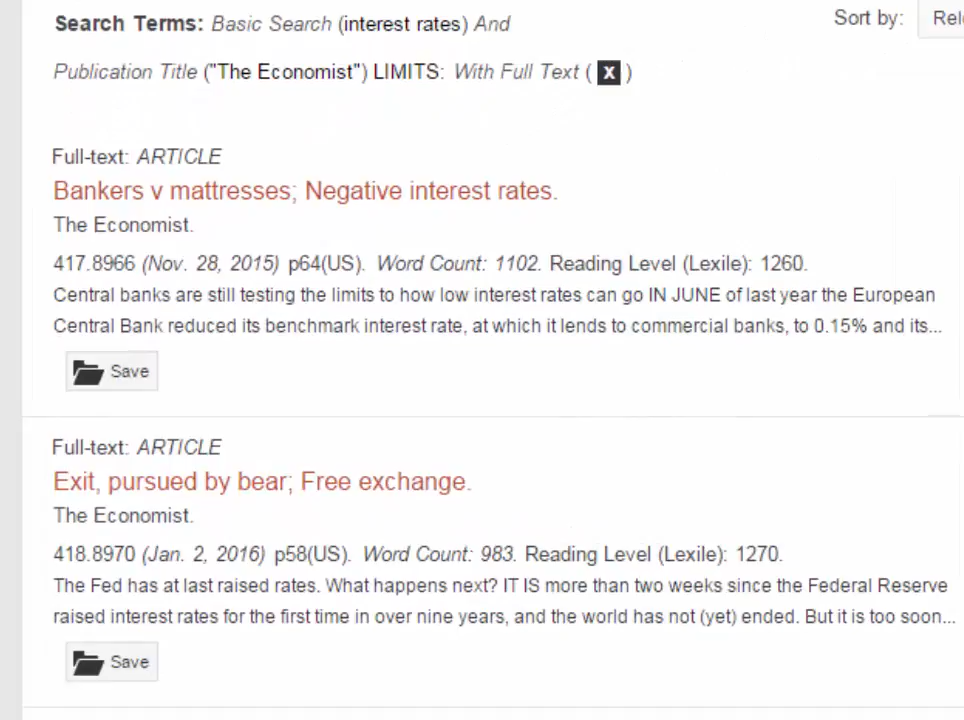 Search Terms: Basic Search (interest rates) And
Sort by:
Publication Title ("The Economist") LIMITS: With Full Text ( x )
Full-text: ARTICLE
Bankers v mattresses; Negative interest rates.
The Economist.
417.8966 (Nov. 28, 2015) p64(US). Word Count: 1102. Reading Level (Lexile): 1260.
Central banks are still testing the limits to how low interest rates can go IN JUNE of last year the European
Central Bank reduced its benchmark interest rate, at which it lends to commercial banks, to 0.15% and its...
Save
Full-text: ARTICLE
Exit, pursued by bear; Free exchange.
The Economist.
418.8970 (Jan. 2, 2016) p58(US). Word Count: 983. Reading Level (Lexile): 1270.
The Fed has at last raised rates. What happens next? IT IS more than two weeks since the Federal Reserve
raised interest rates for the first time in over nine years, and the world has not (yet) ended. But it is too soon...
Save